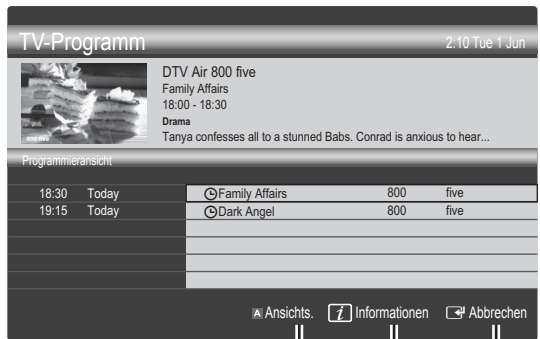 TV-Programm 2:10 Tue 1 Jun
DTV Air 800 five
Family Affairs
18:00 - 18:30
Drama
Tanya confesses all to a stunned Babs. Conrad is anxious to hear...
800 five
Programmieransicht
18:30 Today Family Affairs 800 five
19:15 Today Dark Angel 800 five
A Ansichts. i Informationen Abbrechen